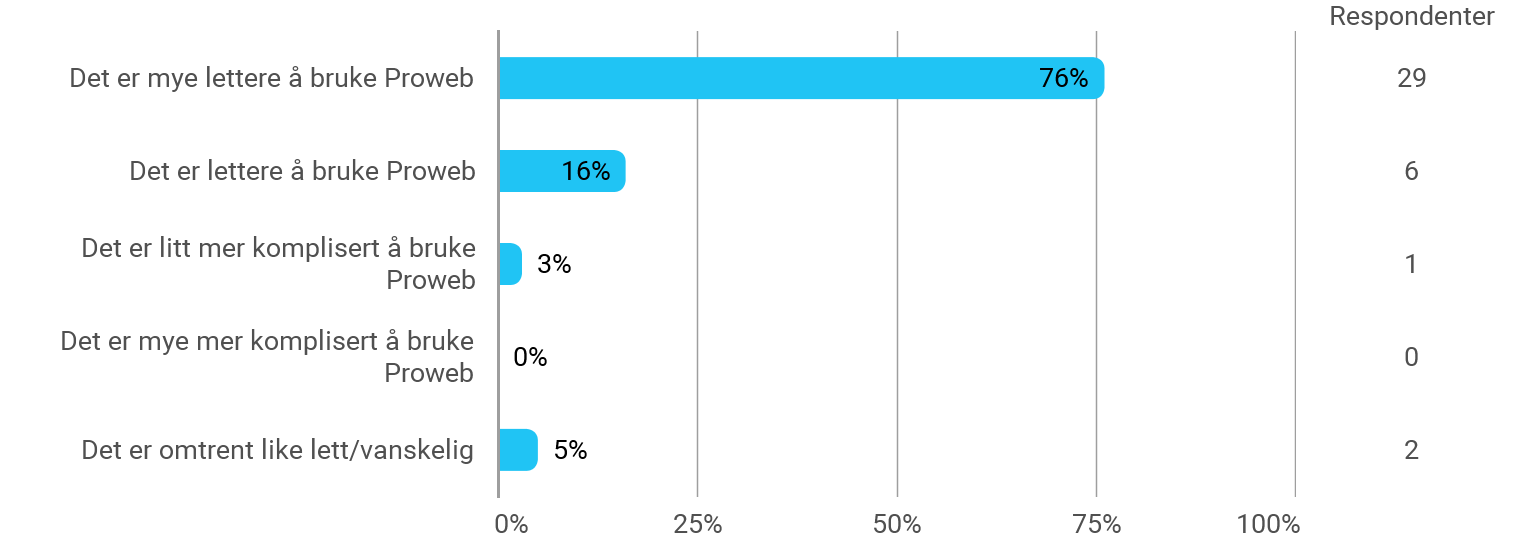 Respondenter
Det er mye lettere å bruke Proweb
76%
29
Det er lettere å bruke Proweb
16%
6
Det er litt mer komplisert å bruke
Proweb
3%
1
Det er mye mer komplisert å bruke
Proweb
0%
0
Det er omtrent like lett/vanskelig
5%
2
0%
25%
50%
75%
100%